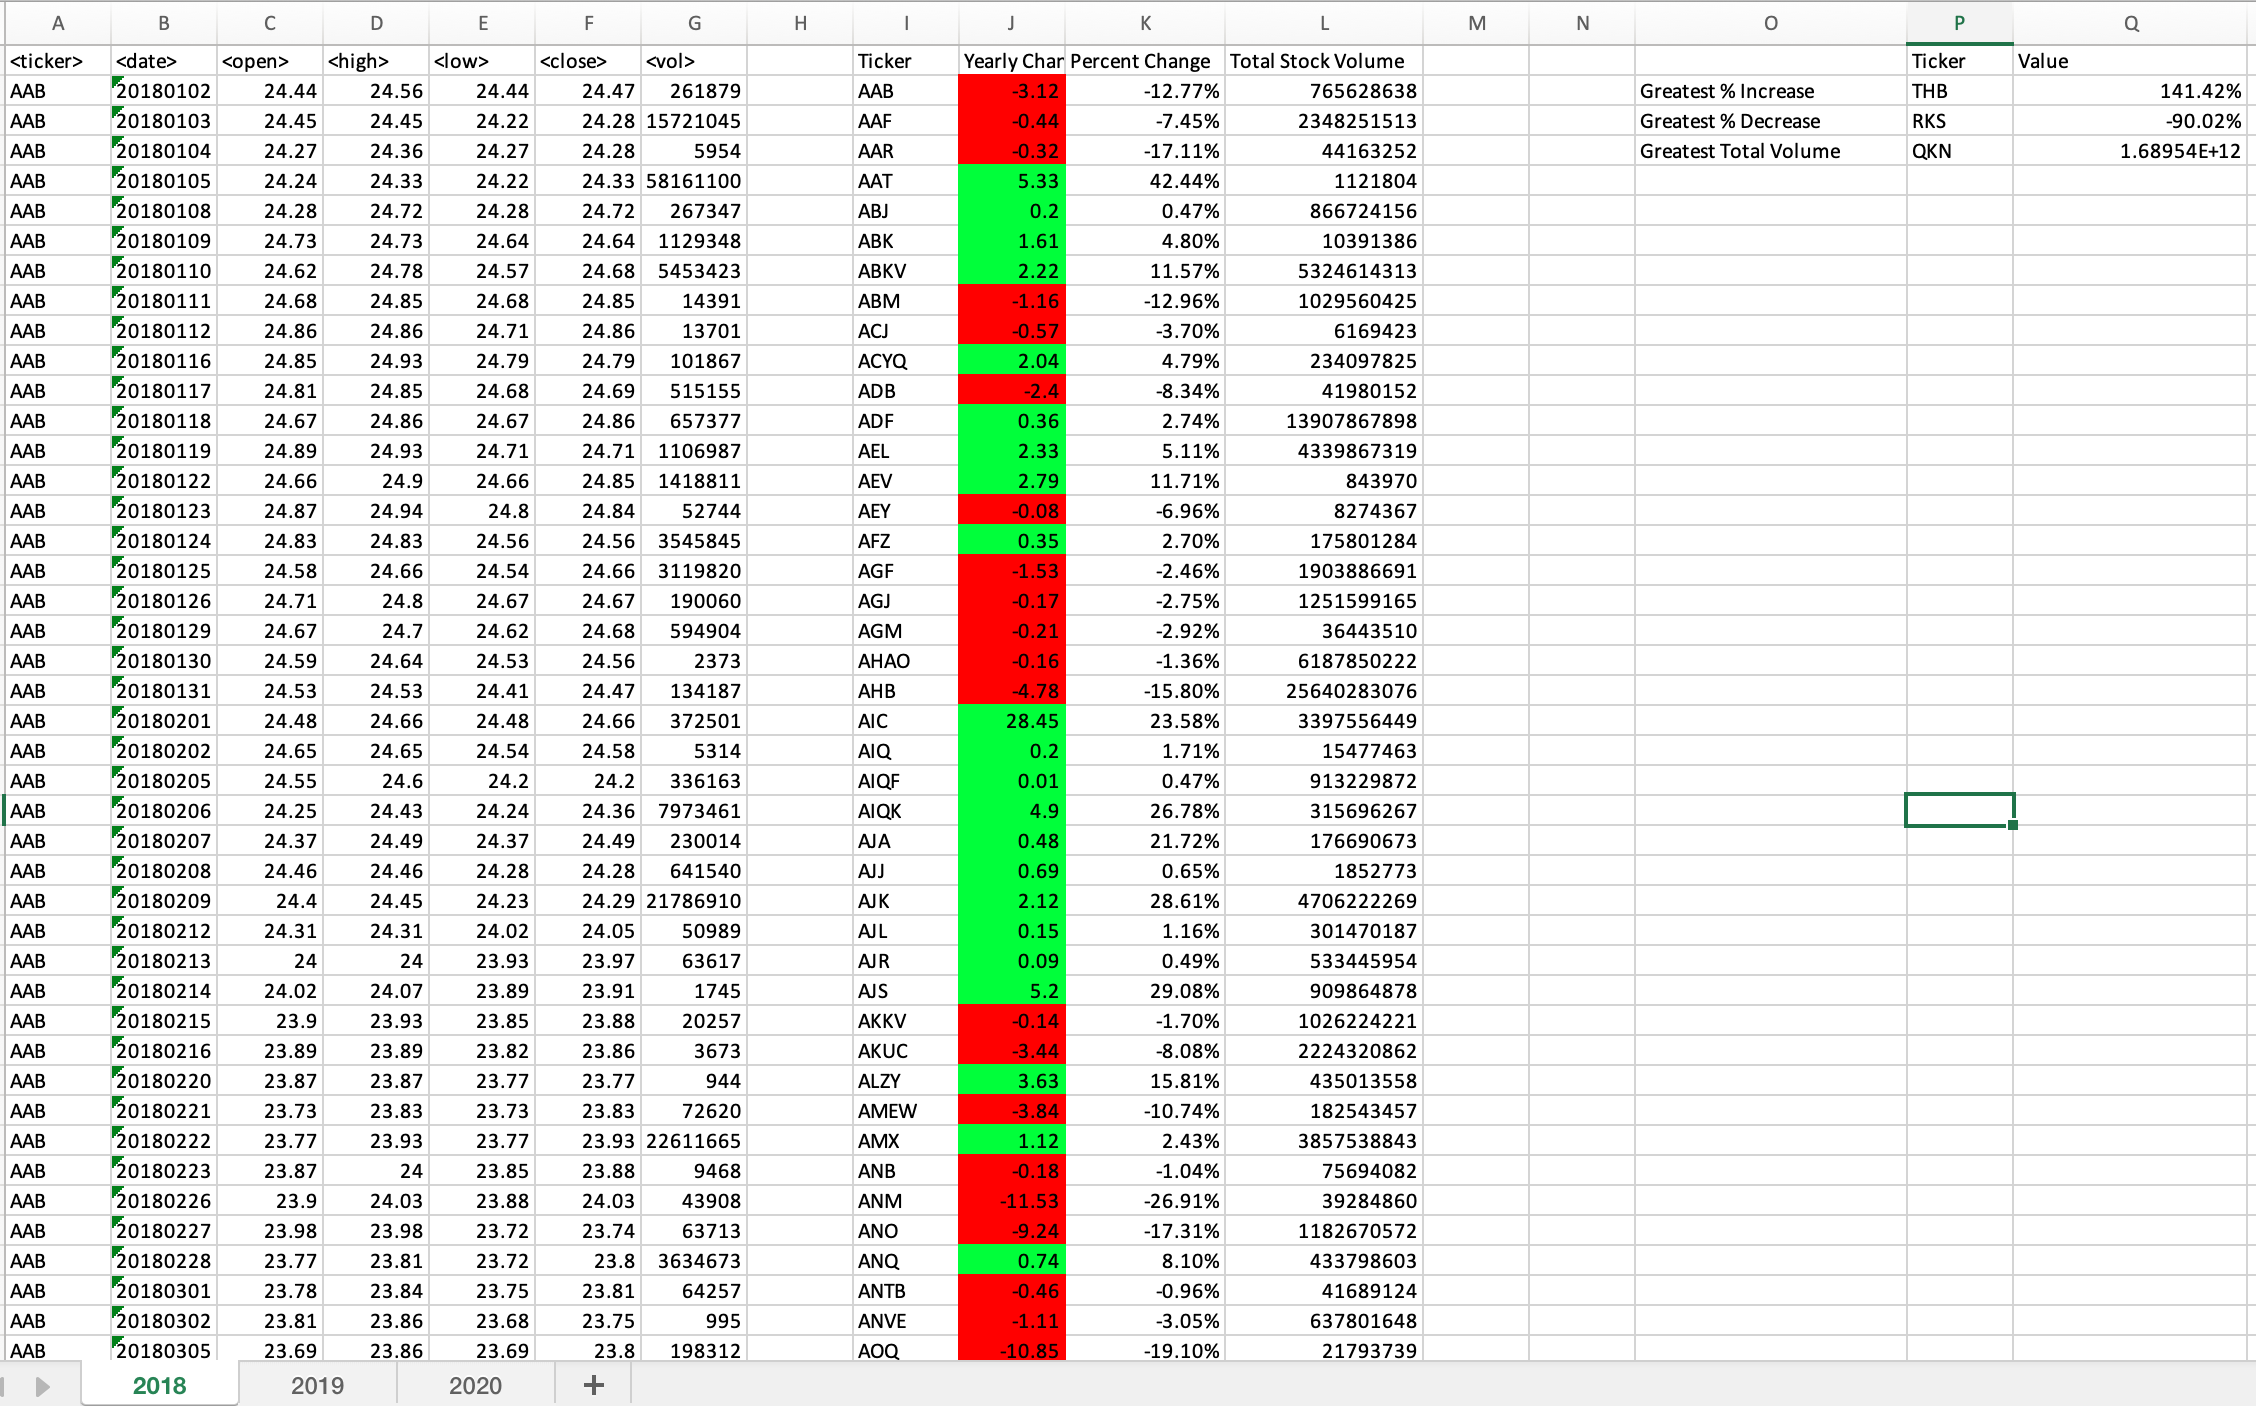 A B C D E F G H I J K L M N O P Q
<ticker> <date> <open> <high> <low> <close> <vol> Ticker Yearly Char Percent Change Total Stock Volume Ticker Value
AAB 20180102 24.44 24.56 24.44 24.47 261879 AAB -3.12 -12.77% 765628638 Greatest % Increase THB 141.42%
AAB 20180103 24.45 24.45 24.22 24.28 15721045 AAF -0.44 -7.45% 2348251513 Greatest % Decrease RKS -90.02%
AAB 20180104 24.27 24.36 24.27 24.28 5954 AAR -0.32 -17.11% 44163252 Greatest Total Volume QKN 1.68954E+12
AAB 20180105 24.24 24.33 24.22 24.33 58161100 AAT 5.33 42.44% 1121804
AAB 20180108 24.28 24.72 24.28 24.72 267347 ABJ 0.2 0.47% 866724156
AAB 20180109 24.73 24.73 24.64 24.64 1129348 ABK 1.61 4.80% 10391386
AAB 20180110 24.62 24.78 24.57 24.68 5453423 ABKV 2.22 11.57% 5324614313
AAB 20180111 24.68 24.85 24.68 24.85 14391 ABM -1.16 -12.96% 1029560425
AAB 20180112 24.86 24.86 24.71 24.86 13701 ACJ -0.57 -3.70% 6169423
AAB 20180116 24.85 24.93 24.79 24.79 101867 ACYQ 2.04 4.79% 234097825
AAB 20180117 24.81 24.85 24.68 24.69 515155 ADB -2.4 -8.34% 41980152
AAB 20180118 24.67 24.86 24.67 24.86 657377 ADF 0.36 2.74% 13907867898
AAB 20180119 24.89 24.93 24.71 24.71 1106987 AEL 2.33 5.11% 4339867319
AAB 20180122 24.66 24.9 24.66 24.85 1418811 AEV 2.79 11.71% 843970
AAB 20180123 24.87 24.94 24.8 24.84 52744 AEY -0.08 -6.96% 8274367
AAB 20180124 24.83 24.83 24.56 24.56 3545845 AFZ 0.35 2.70% 175801284
AAB 20180125 24.58 24.66 24.54 24.66 3119820 AGF -1.53 -2.46% 1903886691
AAB 20180126 24.71 24.8 24.67 24.67 190060 AGJ -0.17 -2.75% 1251599165
AAB 20180129 24.67 24.7 24.62 24.68 594904 AGM -0.21 -2.92% 36443510
AAB 20180130 24.59 24.64 24.53 24.56 2373 AHAO -0.16 -1.36% 6187850222
AAB 20180131 24.53 24.53 24.41 24.47 134187 AHB -4.78 -15.80% 25640283076
AAB 20180201 24.48 24.66 24.48 24.66 372501 AIC 28.45 23.58% 3397556449
AAB 20180202 24.65 24.65 24.54 24.58 5314 AIQ 0.2 1.71% 15477463
AAB 20180205 24.55 24.6 24.2 24.2 336163 AIQF 0.01 0.47% 913229872
AAB 20180206 24.25 24.43 24.24 24.36 7973461 AIQK 4.9 26.78% 315696267
AAB 20180207 24.37 24.49 24.37 24.49 230014 AJA 0.48 21.72% 176690673
AAB 20180208 24.46 24.46 24.28 24.28 641540 AJJ 0.69 0.65% 1852773
AAB 20180209 24.4 24.45 24.23 24.29 21786910 AJK 2.12 28.61% 4706222269
AAB 20180212 24.31 24.31 24.02 24.05 50989 AJL 0.15 1.16% 301470187
AAB 20180213 24 24 23.93 23.97 63617 AJR 0.09 0.49% 533445954
AAB 20180214 24.02 24.07 23.89 23.91 1745 AJS 5.2 29.08% 909864878
AAB 20180215 23.9 23.93 23.85 23.88 20257 AKKV -0.14 -1.70% 1026224221
AAB 20180216 23.89 23.89 23.82 23.86 3673 AKUC -3.44 -8.08% 2224320862
AAB 20180220 23.87 23.87 23.77 23.77 944 ALZY 3.63 15.81% 435013558
AAB 20180221 23.73 23.83 23.73 23.83 72620 AMEW -3.84 -10.74% 182543457
AAB 20180222 23.77 23.93 23.77 23.93 22611665 AMX 1.12 2.43% 3857538843
AAB 20180223 23.87 24 23.85 23.88 9468 ANB -0.18 -1.04% 75694082
AAB 20180226 23.9 24.03 23.88 24.03 43908 ANM -11.53 -26.91% 39284860
AAB 20180227 23.98 23.98 23.72 23.74 63713 ANO -9.24 -17.31% 1182670572
AAB 20180228 23.77 23.81 23.72 23.8 3634673 ANQ 0.74 8.10% 433798603
AAB 20180301 23.78 23.84 23.75 23.81 64257 ANTB -0.46 -0.96% 41689124
AAB 20180302 23.81 23.86 23.68 23.75 995 ANVE -1.11 -3.05% 637801648
AAB 20180305 23.69 23.86 23.69 23.8 198312 AOQ -10.85 -19.10% 21793739
2018 2019 2020 +